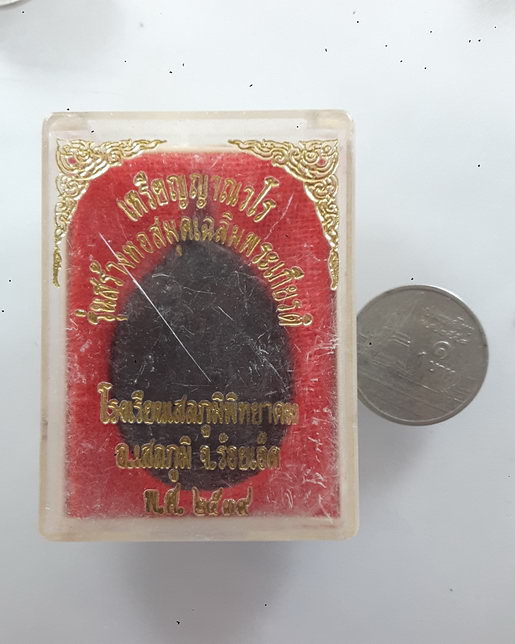 เหรียญญาณวโร
รุ่นสร้างหอสมุดเฉลิมพระเกียรติ
โรงเรียนเสลภูมิพิทยาคม
อ.เสลภูมิ จ.ร้อยเอ็ด
พ.ศ. ๒๕๓๙